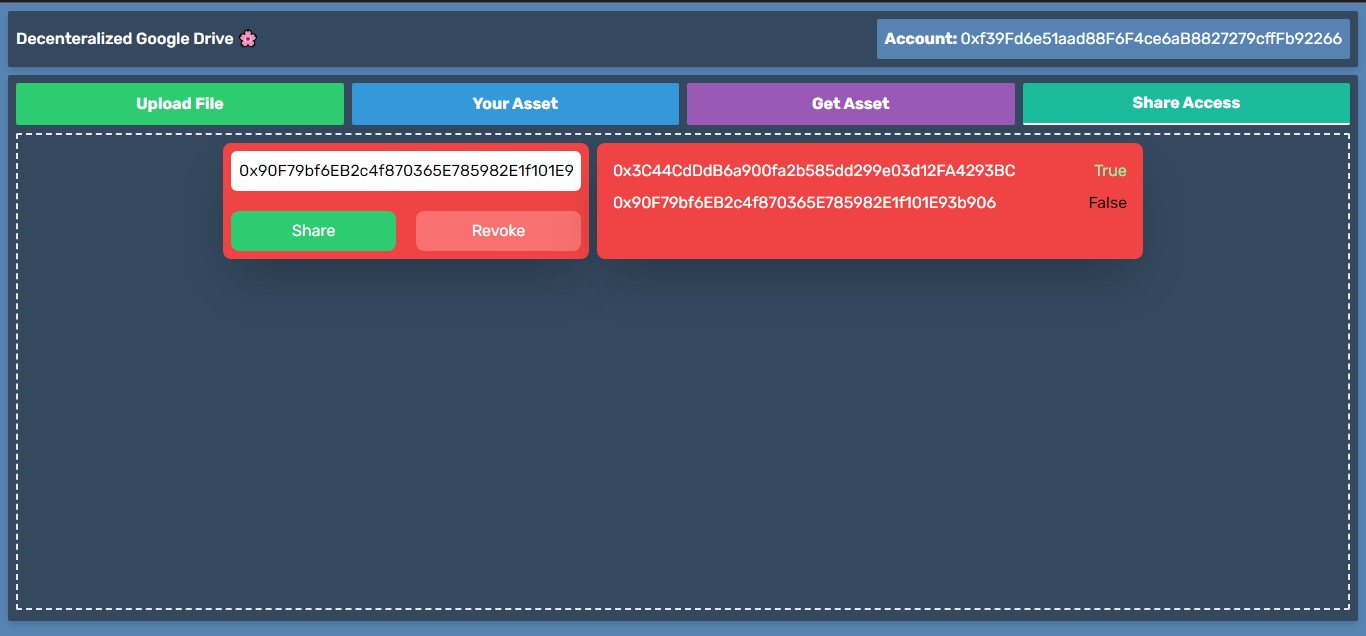 Decenteralized Google Drive 🌸
Account: 0xf39Fd6e51aad88F6F4ce6aB8827279cffFb92266
Upload File
Your Asset
Get Asset
Share Access
0x90F79bf6EB2c4f870365E785982E1f101E9
0x3C44CdDdB6a900fa2b585dd299e03d12FA4293BC
True
0x90F79bf6EB2c4f870365E785982E1f101E93b906
False
Share
Revoke